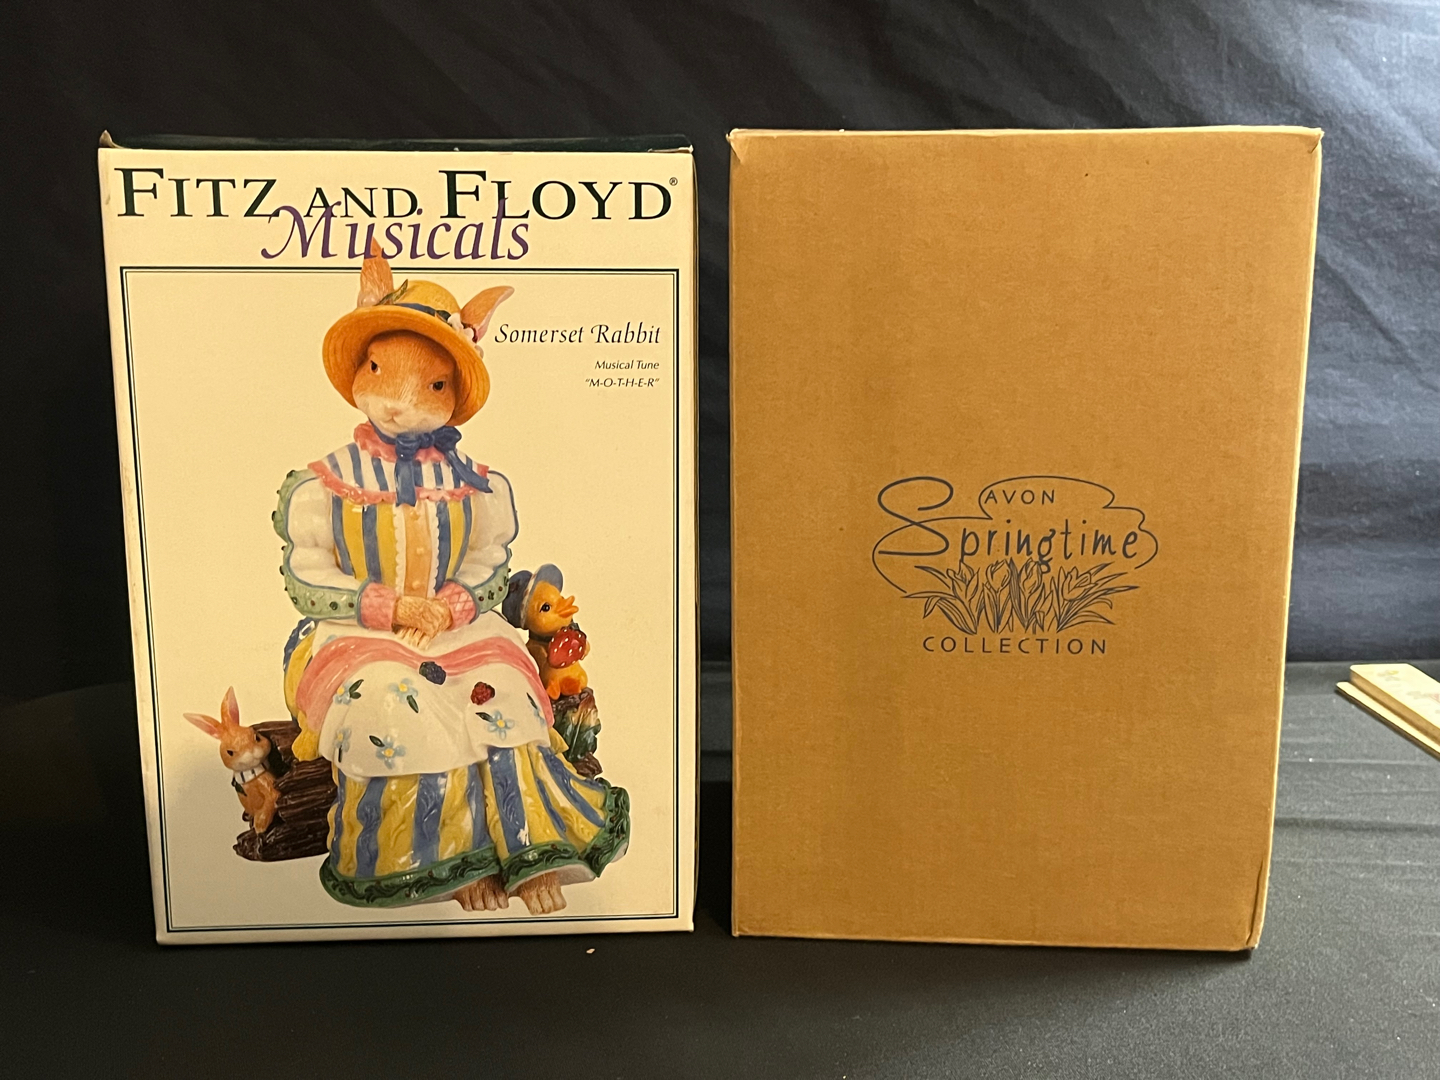 FITZ AND FLOYD®
Musicals
Somerset Rabbit
Musical Tune
"M-O-T-H-E-R"
AVON
Springtime
COLLECTION